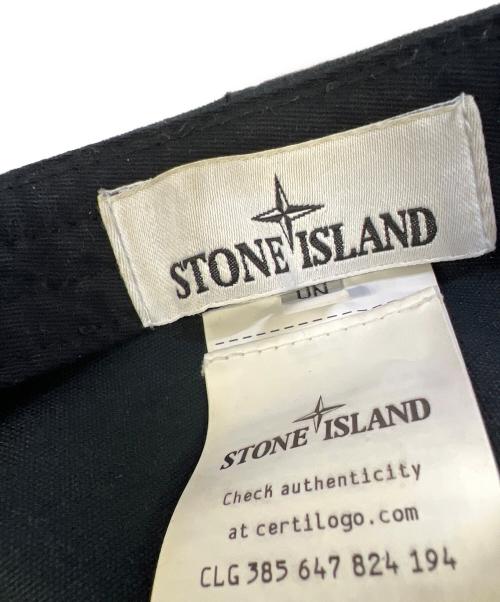 STONE ISLAND
UN
STONE ISLAND
Check authenticity
at certilogo.com
CLG 385 647 824 194